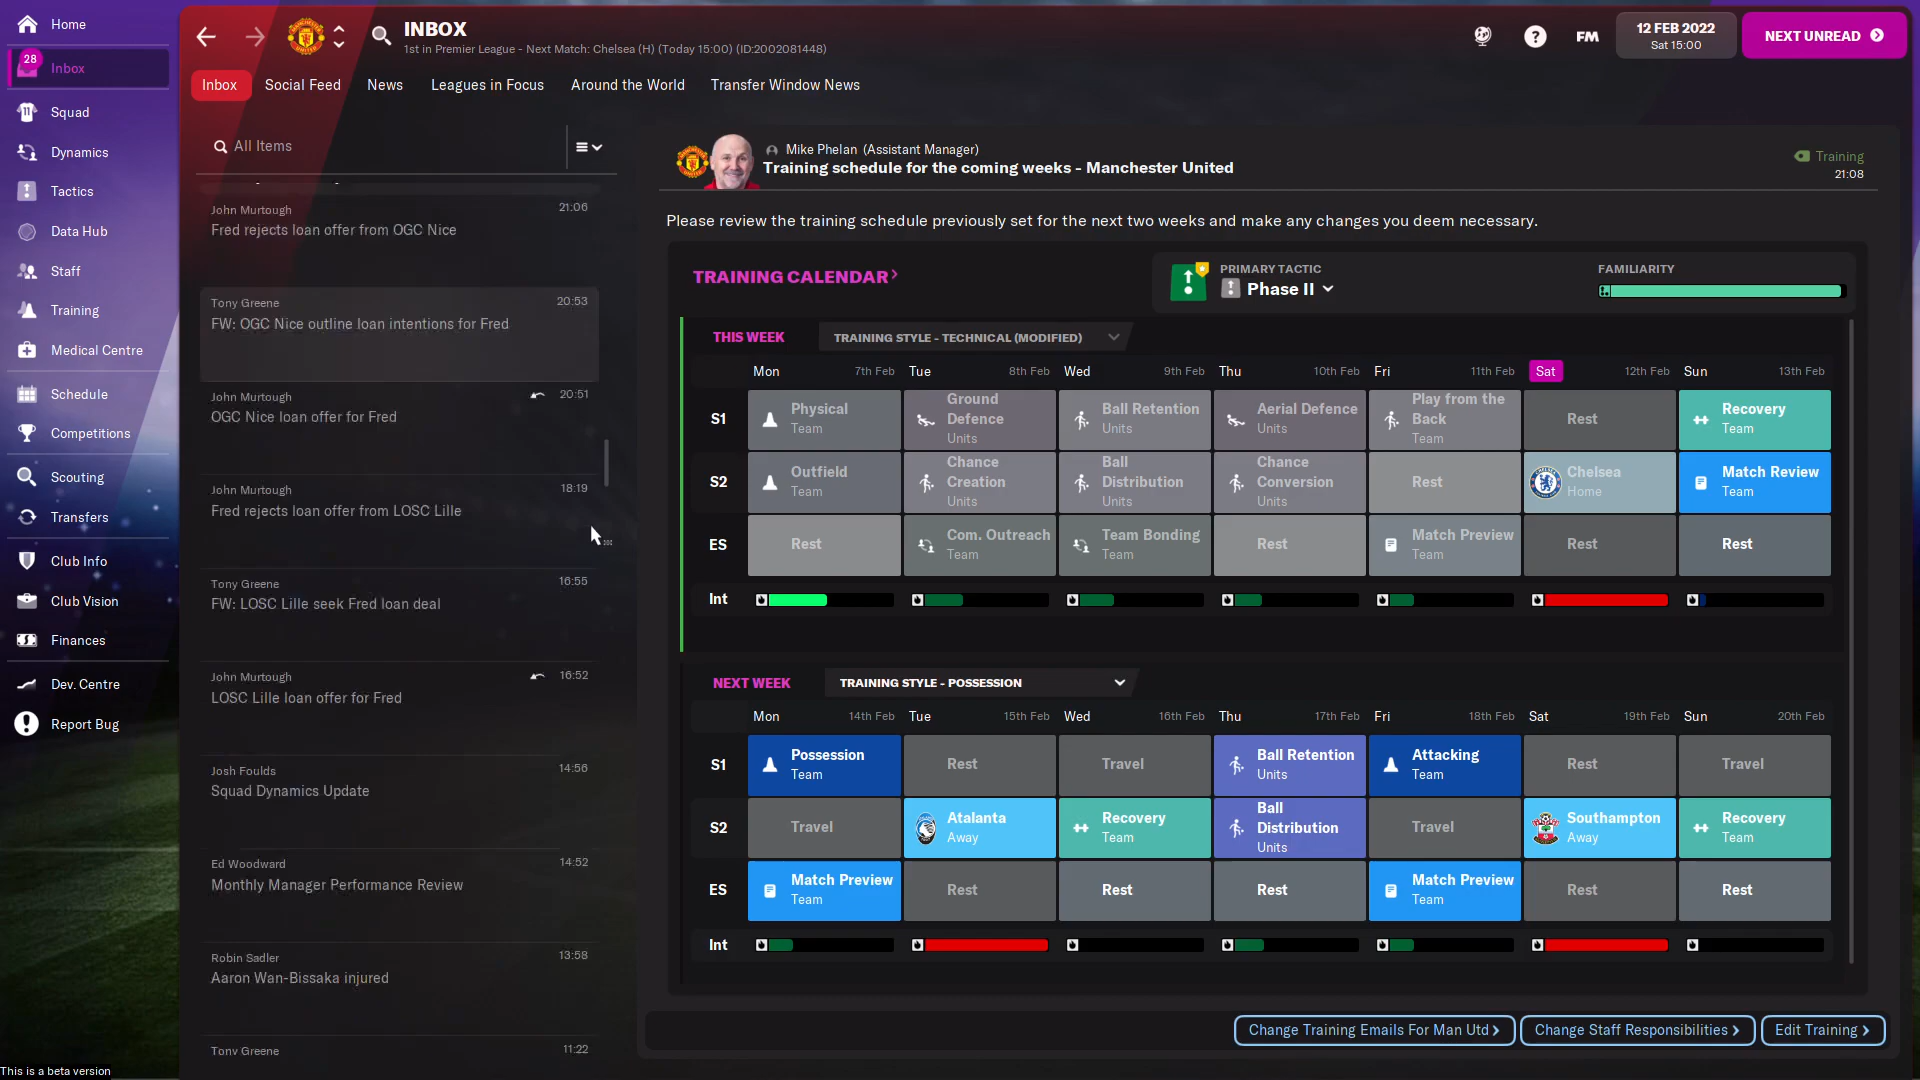 Home
28
Inbox
Squad
Dynamics
Tactics
Data Hub
Staff
Training
Medical Centre
Schedule
Competitions
Scouting
Transfers
Club Info
Club Vision
Finances
Dev. Centre
Report Bug
This is a beta version
INBOX
1st in Premier League - Next Match: Chelsea (H) (Today 15:00) (ID:2002081448)
FM
12 FEB 2022
Sat 15:00
NEXT UNREAD
Inbox
Social Feed
News
Leagues in Focus
Around the World
Transfer Window News
All Items
John Murtough 21:06
Fred rejects loan offer from OGC Nice
Tony Greene 20:53
FW: OGC Nice outline loan intentions for Fred
John Murtough 20:51
OGC Nice loan offer for Fred
John Murtough 18:19
Fred rejects loan offer from LOSC Lille
Tony Greene 16:55
FW: LOSC Lille seek Fred loan deal
John Murtough 16:52
LOSC Lille loan offer for Fred
Josh Foulds 14:56
Squad Dynamics Update
Ed Woodward 14:52
Monthly Manager Performance Review
Robin Sadler 13:58
Aaron Wan-Bissaka injured
Tony Greene 11:22
Mike Phelan (Assistant Manager)
Training schedule for the coming weeks - Manchester United
Training
21:08
Please review the training schedule previously set for the next two weeks and make any changes you deem necessary.
TRAINING CALENDAR
PRIMARY TACTIC
Phase II
FAMILIARITY
THIS WEEK
TRAINING STYLE - TECHNICAL (MODIFIED)
Mon 7th Feb Tue 8th Feb Wed 9th Feb Thu 10th Feb Fri 11th Feb Sat 12th Feb Sun 13th Feb
S1
Physical
Team
Ground
Defence
Units
Ball Retention
Units
Aerial Defence
Units
Play from the
Back
Team
Rest
Recovery
Team
S2
Outfield
Team
Chance
Creation
Units
Ball
Distribution
Units
Chance
Conversion
Units
Rest
Chelsea
Home
Match Review
Team
ES
Rest
Com. Outreach
Team
Team Bonding
Team
Rest
Match Preview
Team
Rest
Rest
Int
NEXT WEEK
TRAINING STYLE - POSSESSION
Mon 14th Feb Tue 15th Feb Wed 16th Feb Thu 17th Feb Fri 18th Feb Sat 19th Feb Sun 20th Feb
S1
Possession
Team
Rest
Travel
Ball Retention
Units
Attacking
Team
Rest
Travel
S2
Travel
Atalanta
Away
Recovery
Team
Ball
Distribution
Units
Travel
Southampton
Away
Recovery
Team
ES
Match Preview
Team
Rest
Rest
Rest
Match Preview
Team
Rest
Rest
Int
Change Training Emails For Man Utd
Change Staff Responsibilities
Edit Training